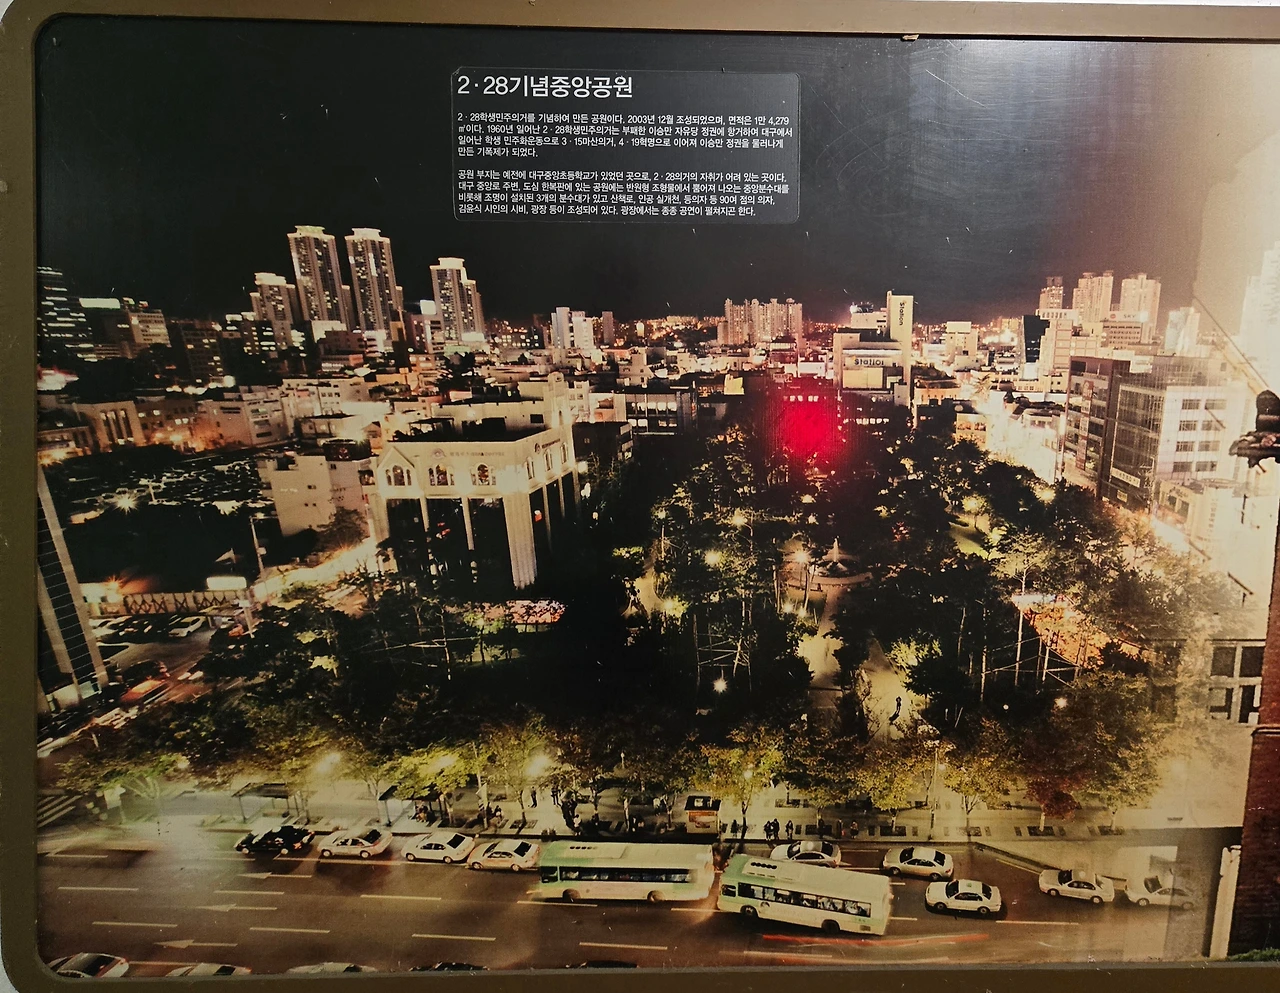 2·28기념중앙공원
2·28학생민주의거를 기념하여 만든 공원이다. 2003년 12월 조성되었으며, 면적은 1만 4,279
㎡이다. 1960년 일어난 2·28학생민주의거는 부패한 이승만 자유당 정권에 항거하여 대구에서
일어난 학생 민주화운동으로 3·15마산의거, 4·19혁명으로 이어져 이승만 정권을 물러나게
만든 기폭제가 되었다.
공원 부지는 예전에 대구중앙초등학교가 있었던 곳으로, 2·28의거의 자취가 어려 있는 곳이다.
대구 중앙로 주변, 도심 한복판에 있는 공원에는 반원형 조형물에서 뿜어져 나오는 중앙분수대를
비롯해 조명이 설치된 3개의 분수대가 있고 산책로, 인공 실개천, 등의자 등 90여 점의 의자,
김윤식 시인의 시비, 광장 등이 조성되어 있다. 광장에서는 종종 공연이 펼쳐지곤 한다.
Station
Station